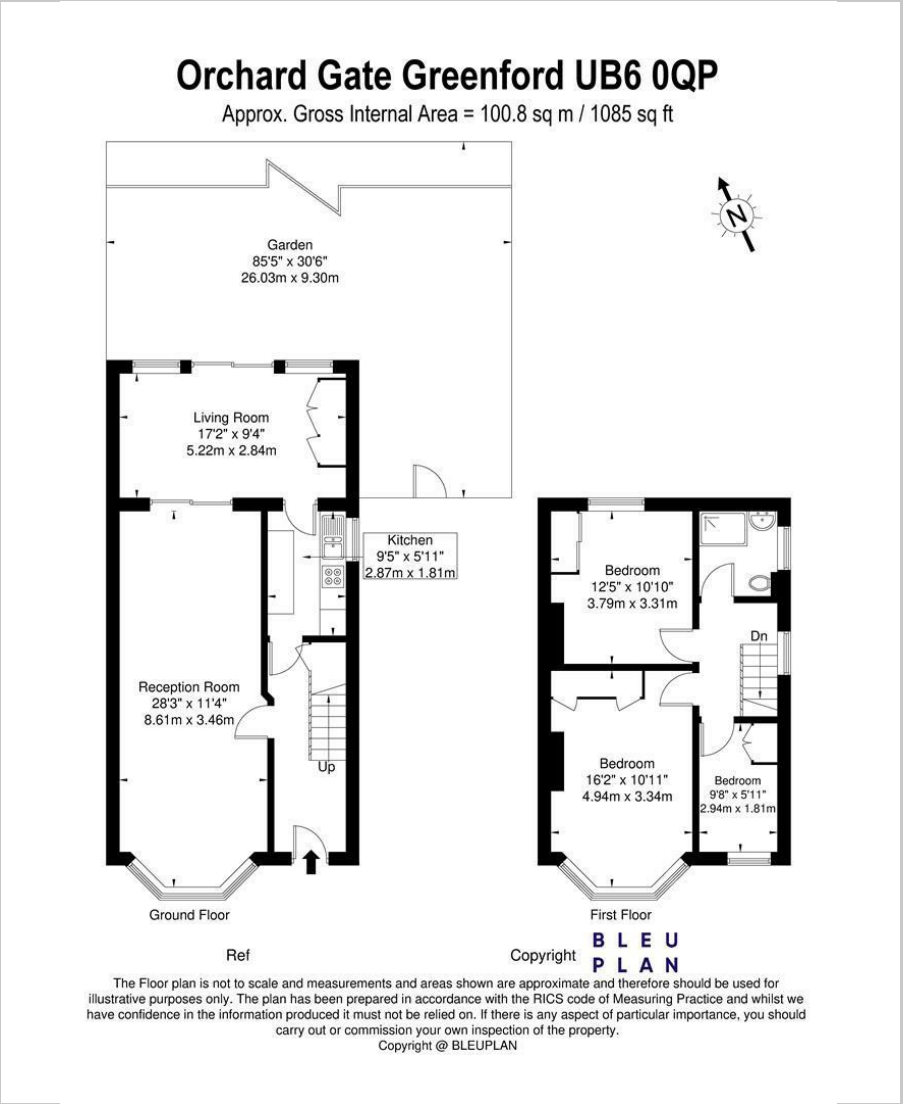 Orchard Gate Greenford UB6 0QP
Approx. Gross Internal Area = 100.8 sq m / 1085 sq ft
N
Garden
85'5" x 30'6"
26.03m x 9.30m
Living Room
17'2" x 9'4"
5.22m x 2.84m
Kitchen
9'5" x 5'11"
2.87m x 1.81m
Reception Room
28'3" x 11'4"
8.61m x 3.46m
Up
Ground Floor
Bedroom
12'5" x 10'10"
3.79m x 3.31m
Dn
Bedroom
16'2" x 10'11"
4.94m x 3.34m
Bedroom
9'8" x 5'11"
2.94m x 1.81m
First Floor
Ref
Copyright
BLEU
PLAN
The Floor plan is not to scale and measurements and areas shown are approximate and therefore should be used for
illustrative purposes only. The plan has been prepared in accordance with the RICS code of Measuring Practice and whilst we
have confidence in the information produced it must not be relied on. If there is any aspect of particular importance, you should
carry out or commission your own inspection of the property.
Copyright @ BLEUPLAN